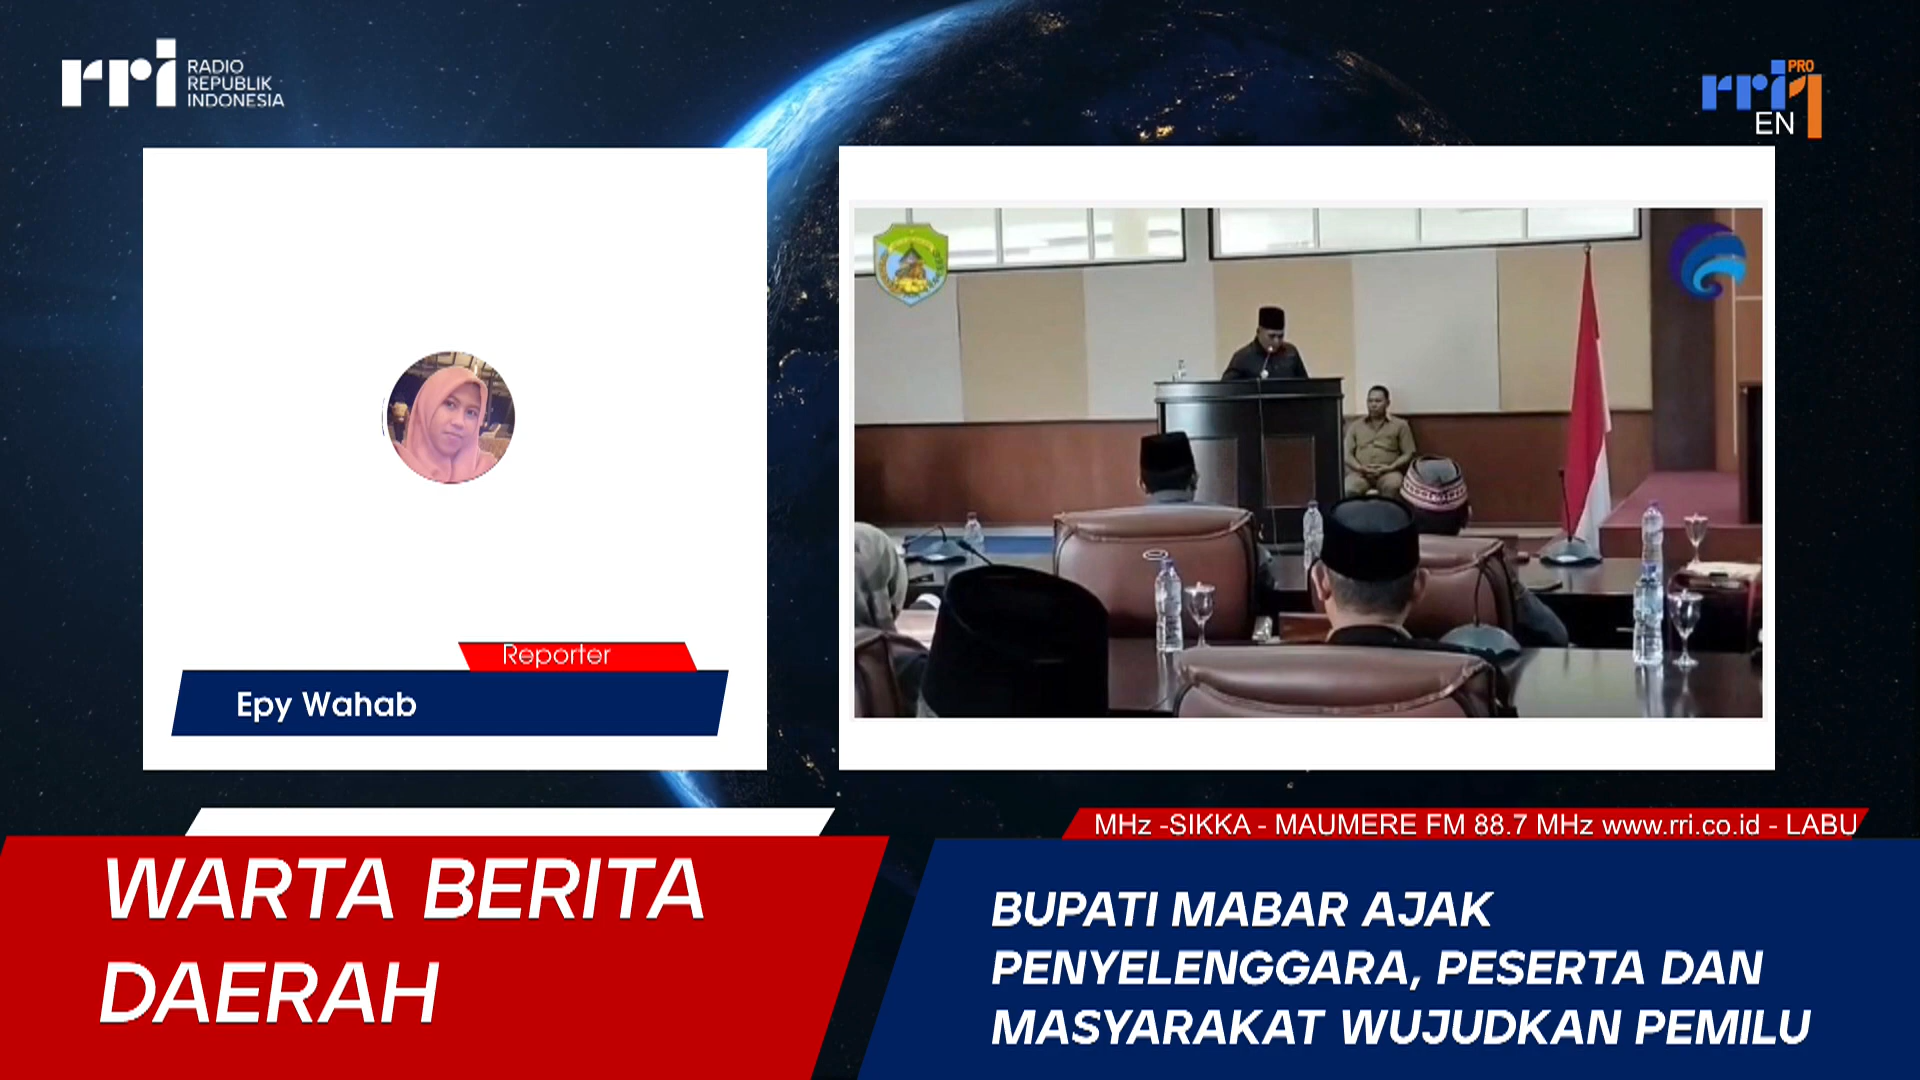 rri RADIO
REPUBLIK
INDONESIA
rri PRO 1
EN
Reporter
Epy Wahab
MHz -SIKKA - MAUMERE FM 88.7 MHz www.rri.co.id - LABU
WARTA BERITA
DAERAH
BUPATI MABAR AJAK
PENYELENGGARA, PESERTA DAN
MASYARAKAT WUJUDKAN PEMILU